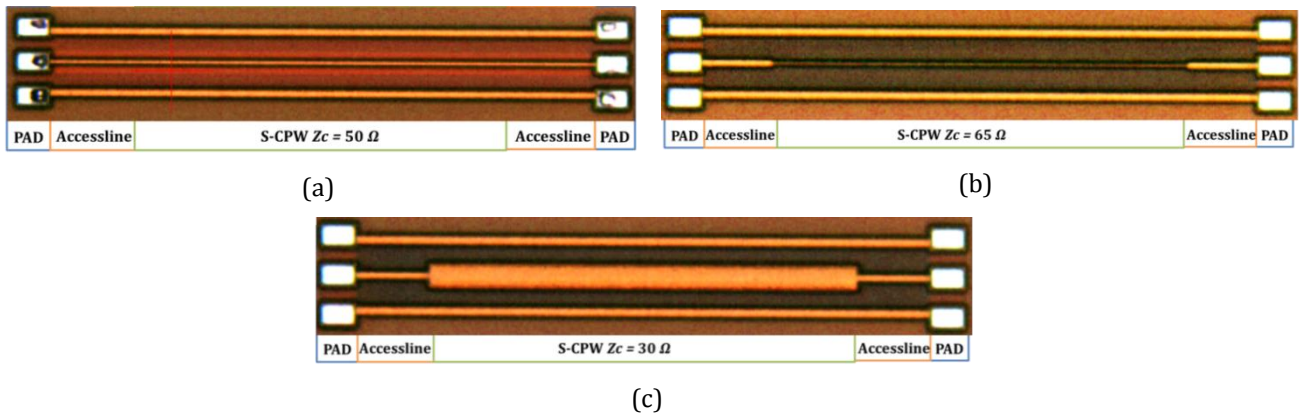 PAD Accessline S-CPW Zc = 50 Ω Accessline PAD
(a)
PAD Accessline S-CPW Zc = 65 Ω Accessline PAD
(b)
PAD Accessline S-CPW Zc = 30 Ω Accessline PAD
(c)